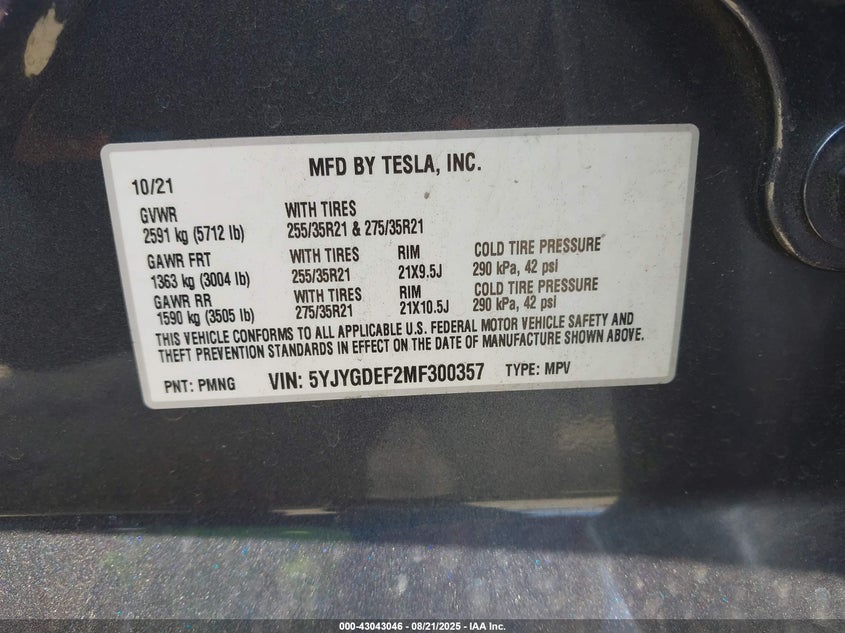 MFD BY TESLA, INC.
10/21
GVWR WITH TIRES
2591 kg (5712 lb) 255/35R21 & 275/35R21
GAWR FRT WITH TIRES RIM COLD TIRE PRESSURE
1363 kg (3004 lb) 255/35R21 21X9.5J 290 kPa, 42 psi
GAWR RR WITH TIRES RIM COLD TIRE PRESSURE
1590 kg (3505 lb) 275/35R21 21X10.5J 290 kPa, 42 psi
THIS VEHICLE CONFORMS TO ALL APPLICABLE U.S. FEDERAL MOTOR VEHICLE SAFETY AND
THEFT PREVENTION STANDARDS IN EFFECT ON THE DATE OF MANUFACTURE SHOWN ABOVE.
PNT: PMNG VIN: 5YJYGDEF2MF300357 TYPE: MPV
000-43043046 - 08/21/2025 - IAA Inc.